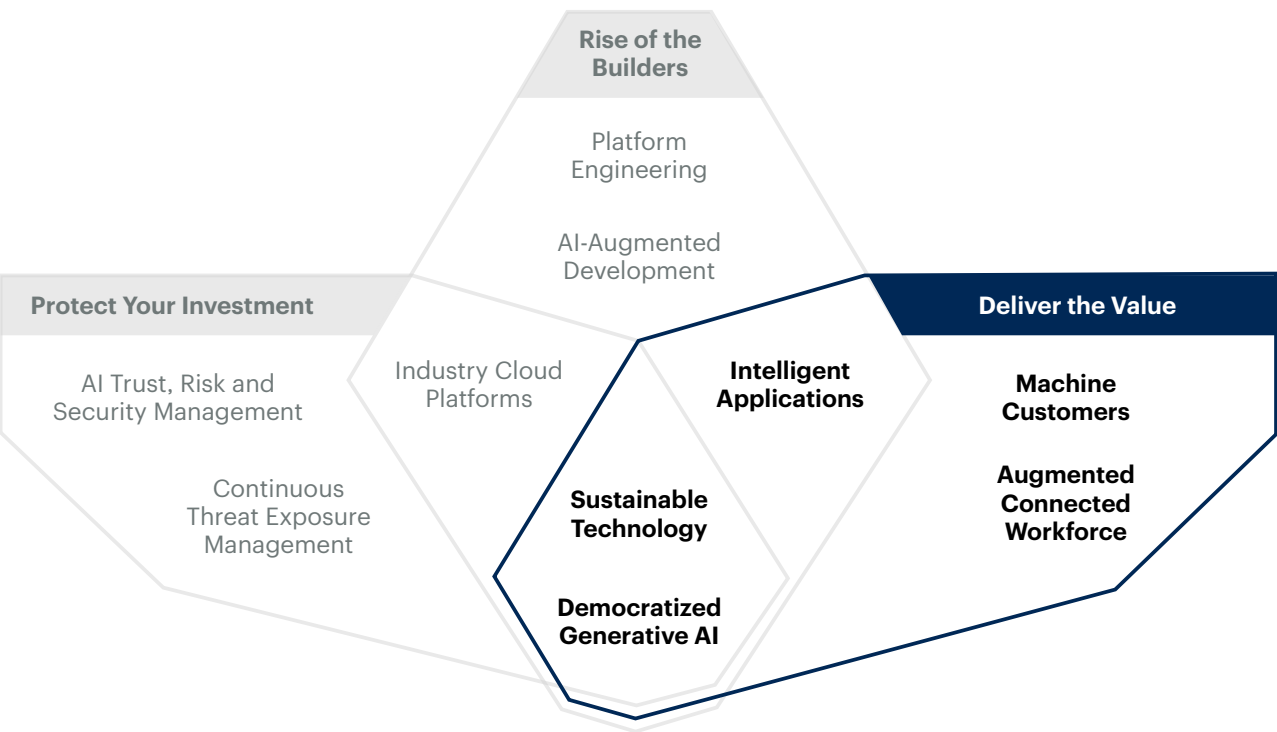 Rise of the
Builders
Platform
Engineering
AI-Augmented
Development
Protect Your Investment
Deliver the Value
AI Trust, Risk and
Security Management
Industry Cloud
Platforms
Intelligent
Applications
Machine
Customers
Continuous
Threat Exposure
Management
Sustainable
Technology
Augmented
Connected
Workforce
Democratized
Generative AI